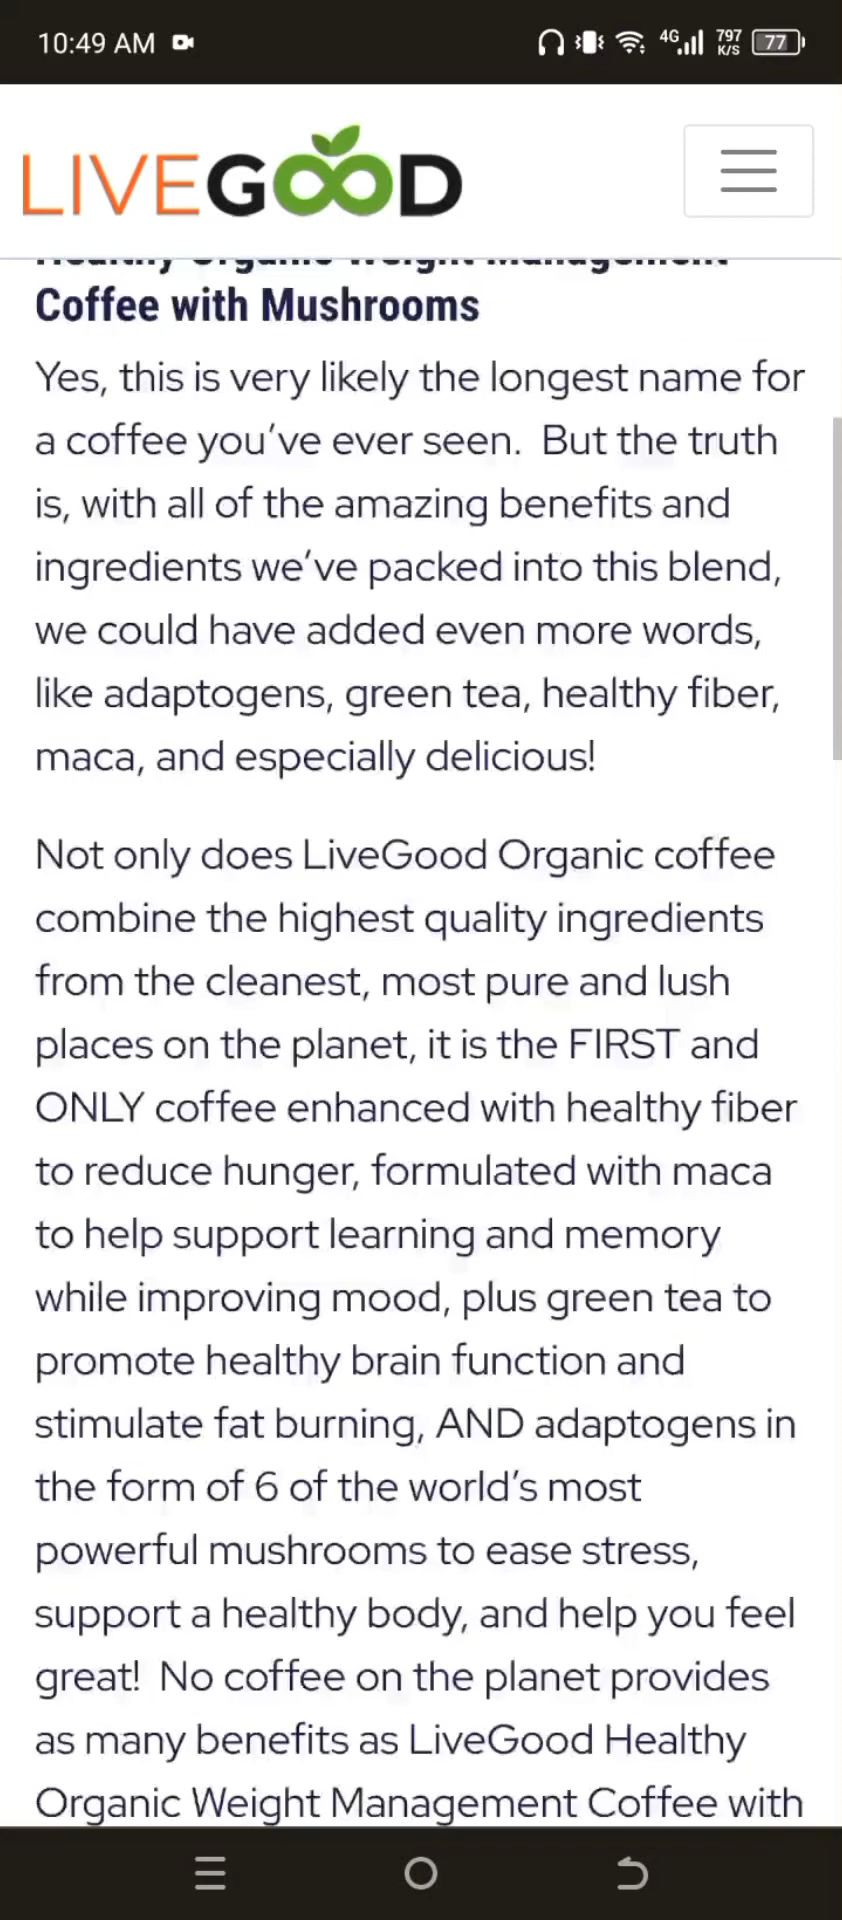 10:49 AM
4G
797
K/S
77
LIVEGOOD
Healthy Organic Weight Management
Coffee with Mushrooms
Yes, this is very likely the longest name for
a coffee you've ever seen.  But the truth
is, with all of the amazing benefits and
ingredients we've packed into this blend,
we could have added even more words,
like adaptogens, green tea, healthy fiber,
maca, and especially delicious!
Not only does LiveGood Organic coffee
combine the highest quality ingredients
from the cleanest, most pure and lush
places on the planet, it is the FIRST and
ONLY coffee enhanced with healthy fiber
to reduce hunger, formulated with maca
to help support learning and memory
while improving mood, plus green tea to
promote healthy brain function and
stimulate fat burning, AND adaptogens in
the form of 6 of the world's most
powerful mushrooms to ease stress,
support a healthy body, and help you feel
great!  No coffee on the planet provides
as many benefits as LiveGood Healthy
Organic Weight Management Coffee with